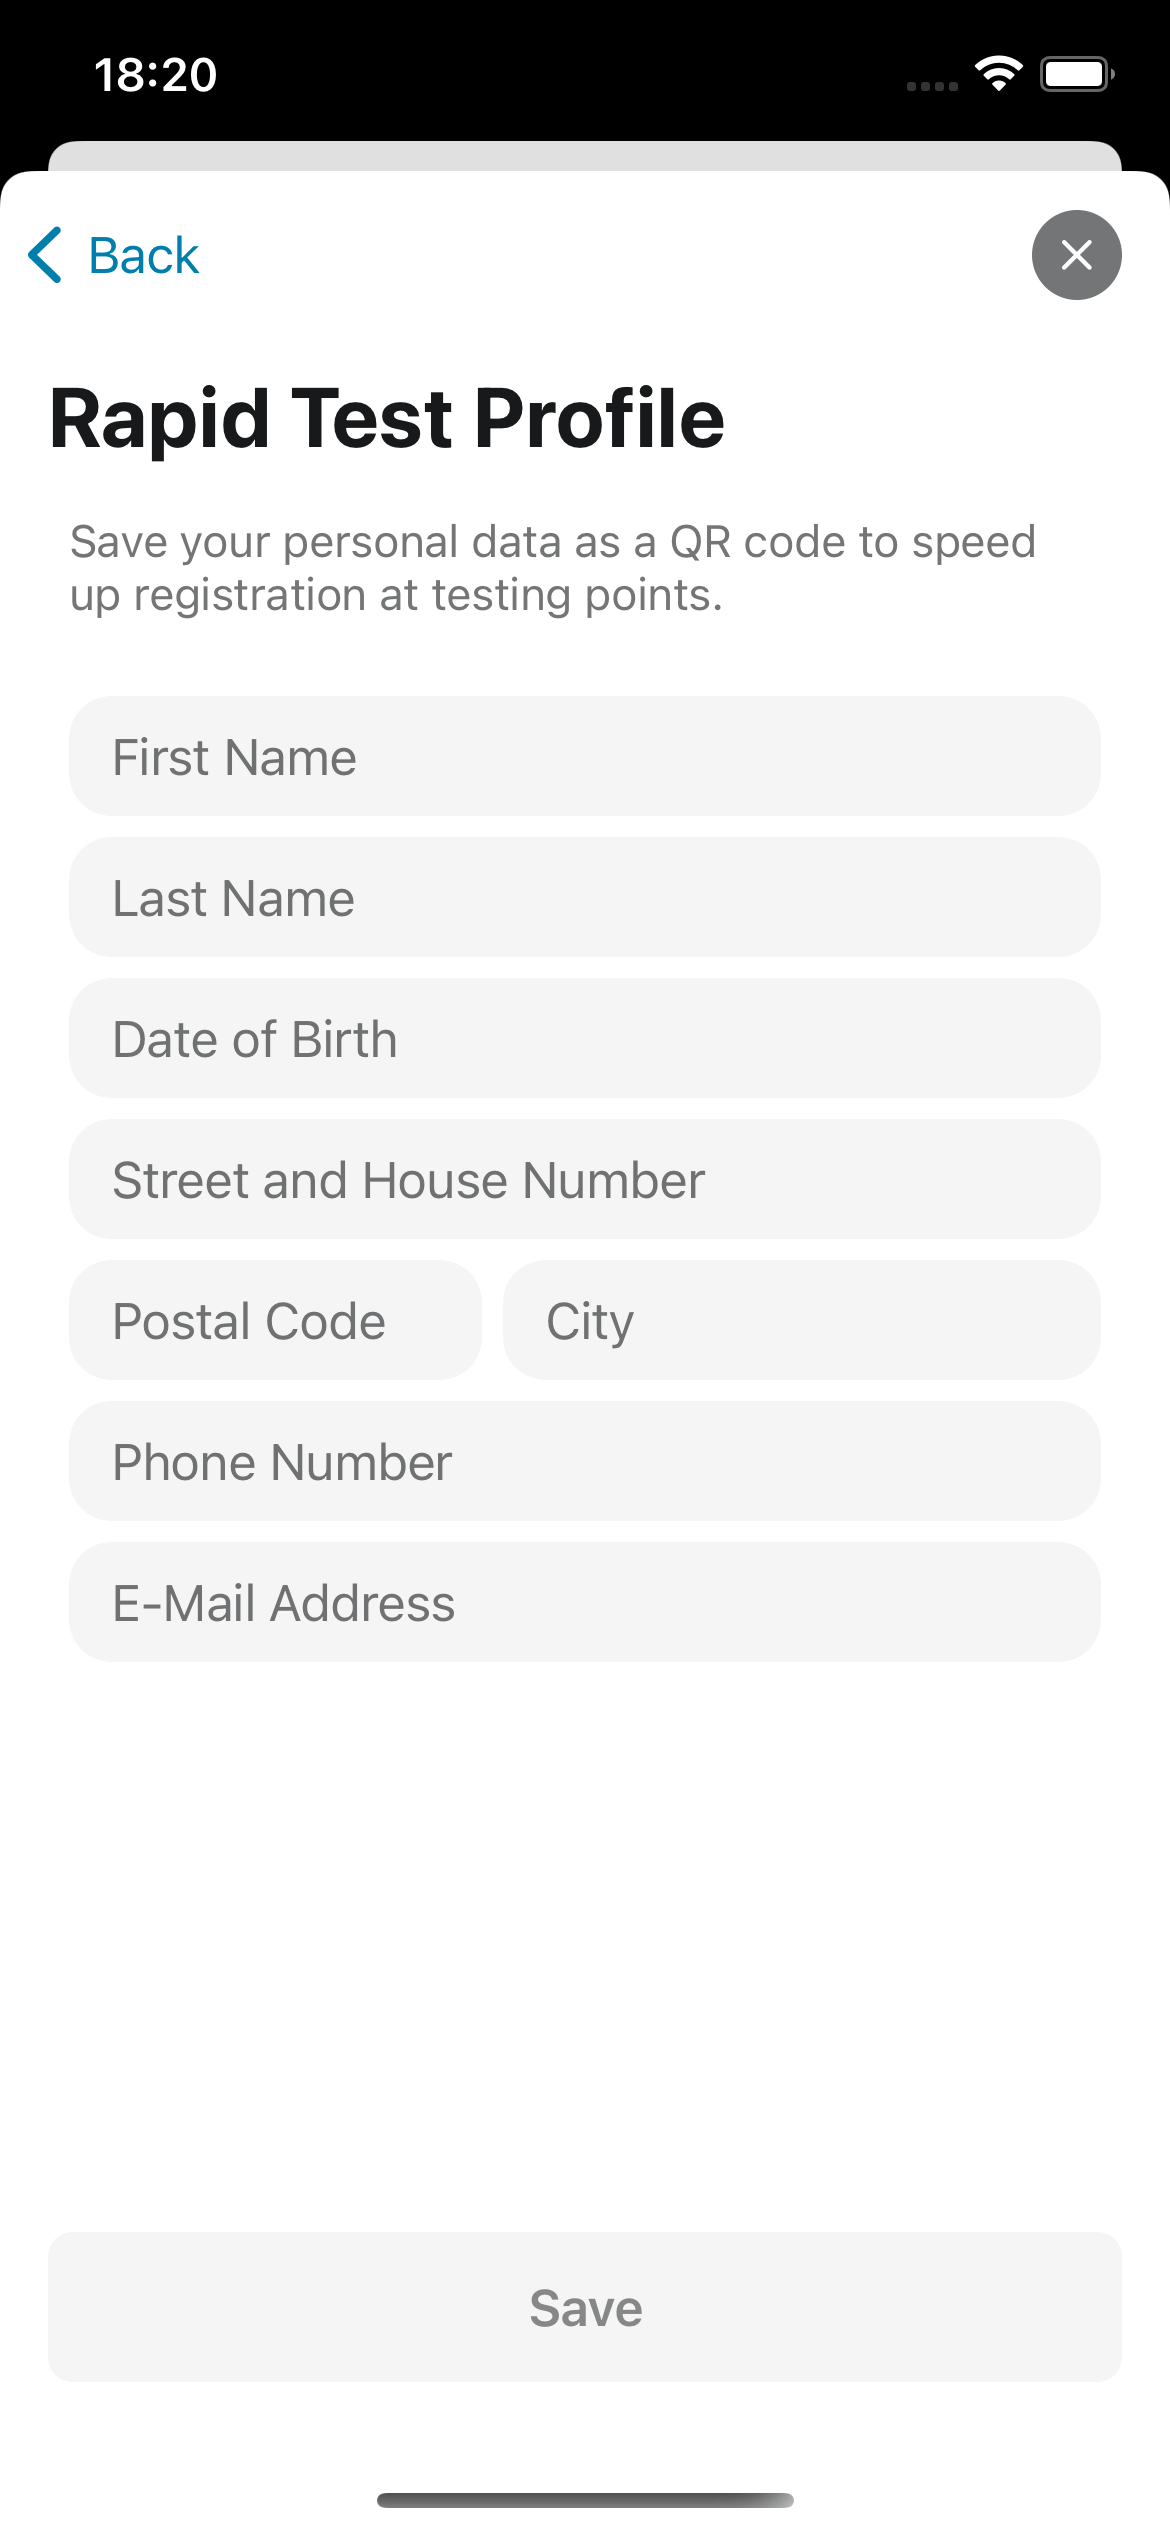 18:20
Back
Rapid Test Profile
Save your personal data as a QR code to speed
up registration at testing points.
First Name
Last Name
Date of Birth
Street and House Number
Postal Code
City
Phone Number
E-Mail Address
Save